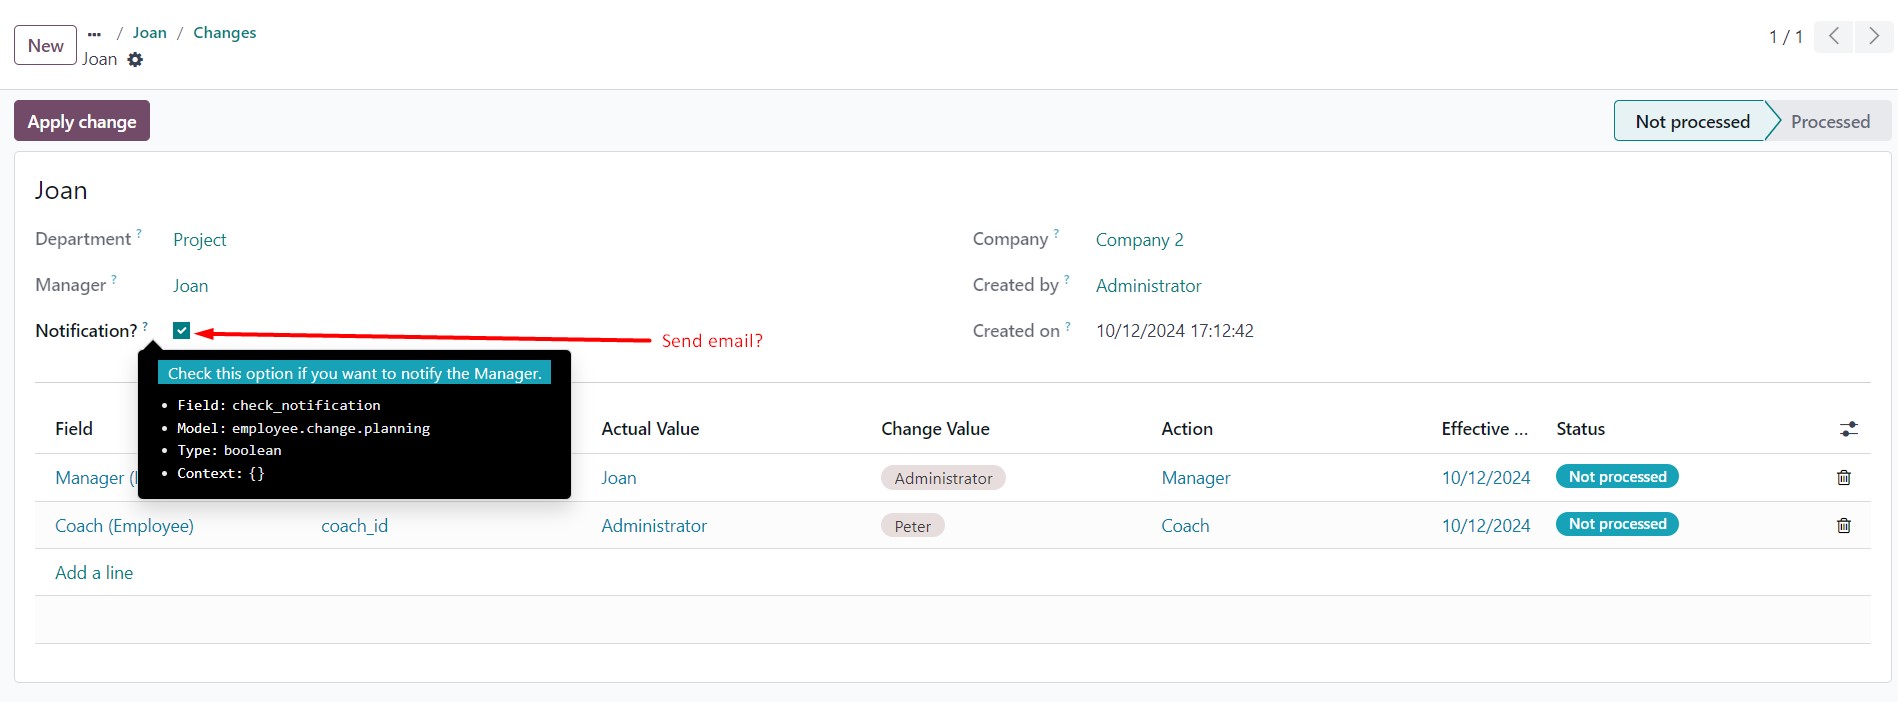 New
... / Joan / Changes
Joan
1 / 1
Apply change
Not processed
Processed
Joan
Department ?
Project
Company ?
Company 2
Manager ?
Joan
Created by ?
Administrator
Notification? ?
Send email?
Created on ?
10/12/2024 17:12:42
Check this option if you want to notify the Manager.
• Field: check_notification
• Model: employee.change.planning
• Type: boolean
• Context: {}
Field
Actual Value
Change Value
Action
Effective ...
Status
Manager (
Joan
Administrator
Manager
10/12/2024
Not processed
Coach (Employee)
coach_id
Administrator
Peter
Coach
10/12/2024
Not processed
Add a line